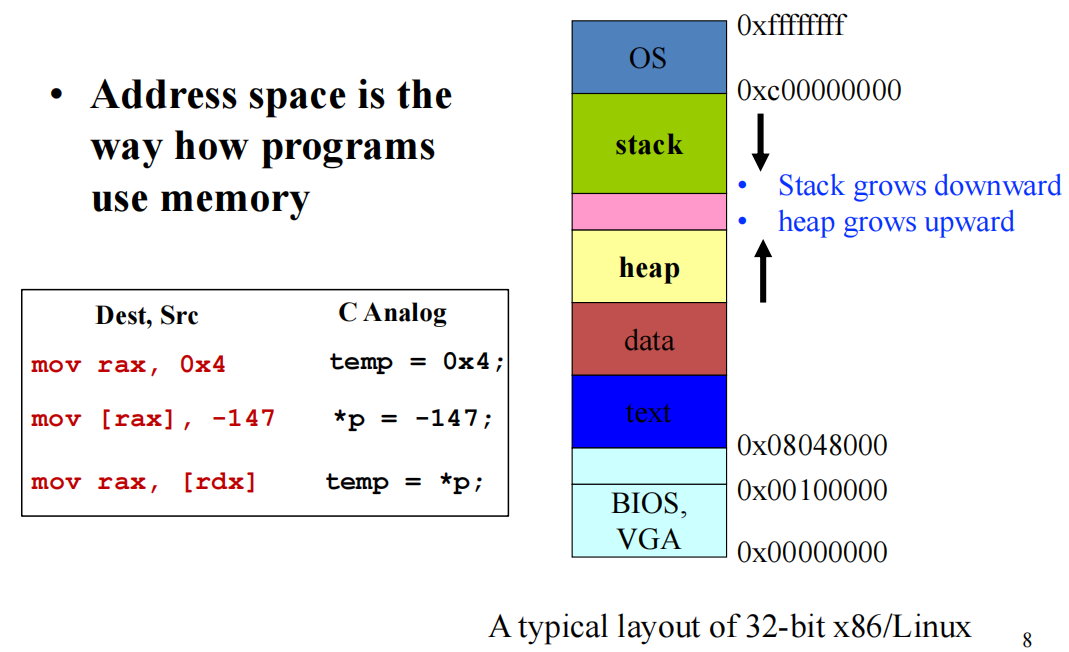 • Address space is the
way how programs
use memory
Dest, Src C Analog
mov rax, 0x4 temp = 0x4;
mov [rax], -147 *p = -147;
mov rax, [rdx] temp = *p;
0xffffffff
OS
0xc00000000
stack
• Stack grows downward
• heap grows upward
heap
data
text
0x08048000
0x00100000
BIOS,
VGA
0x00000000
A typical layout of 32-bit x86/Linux
8